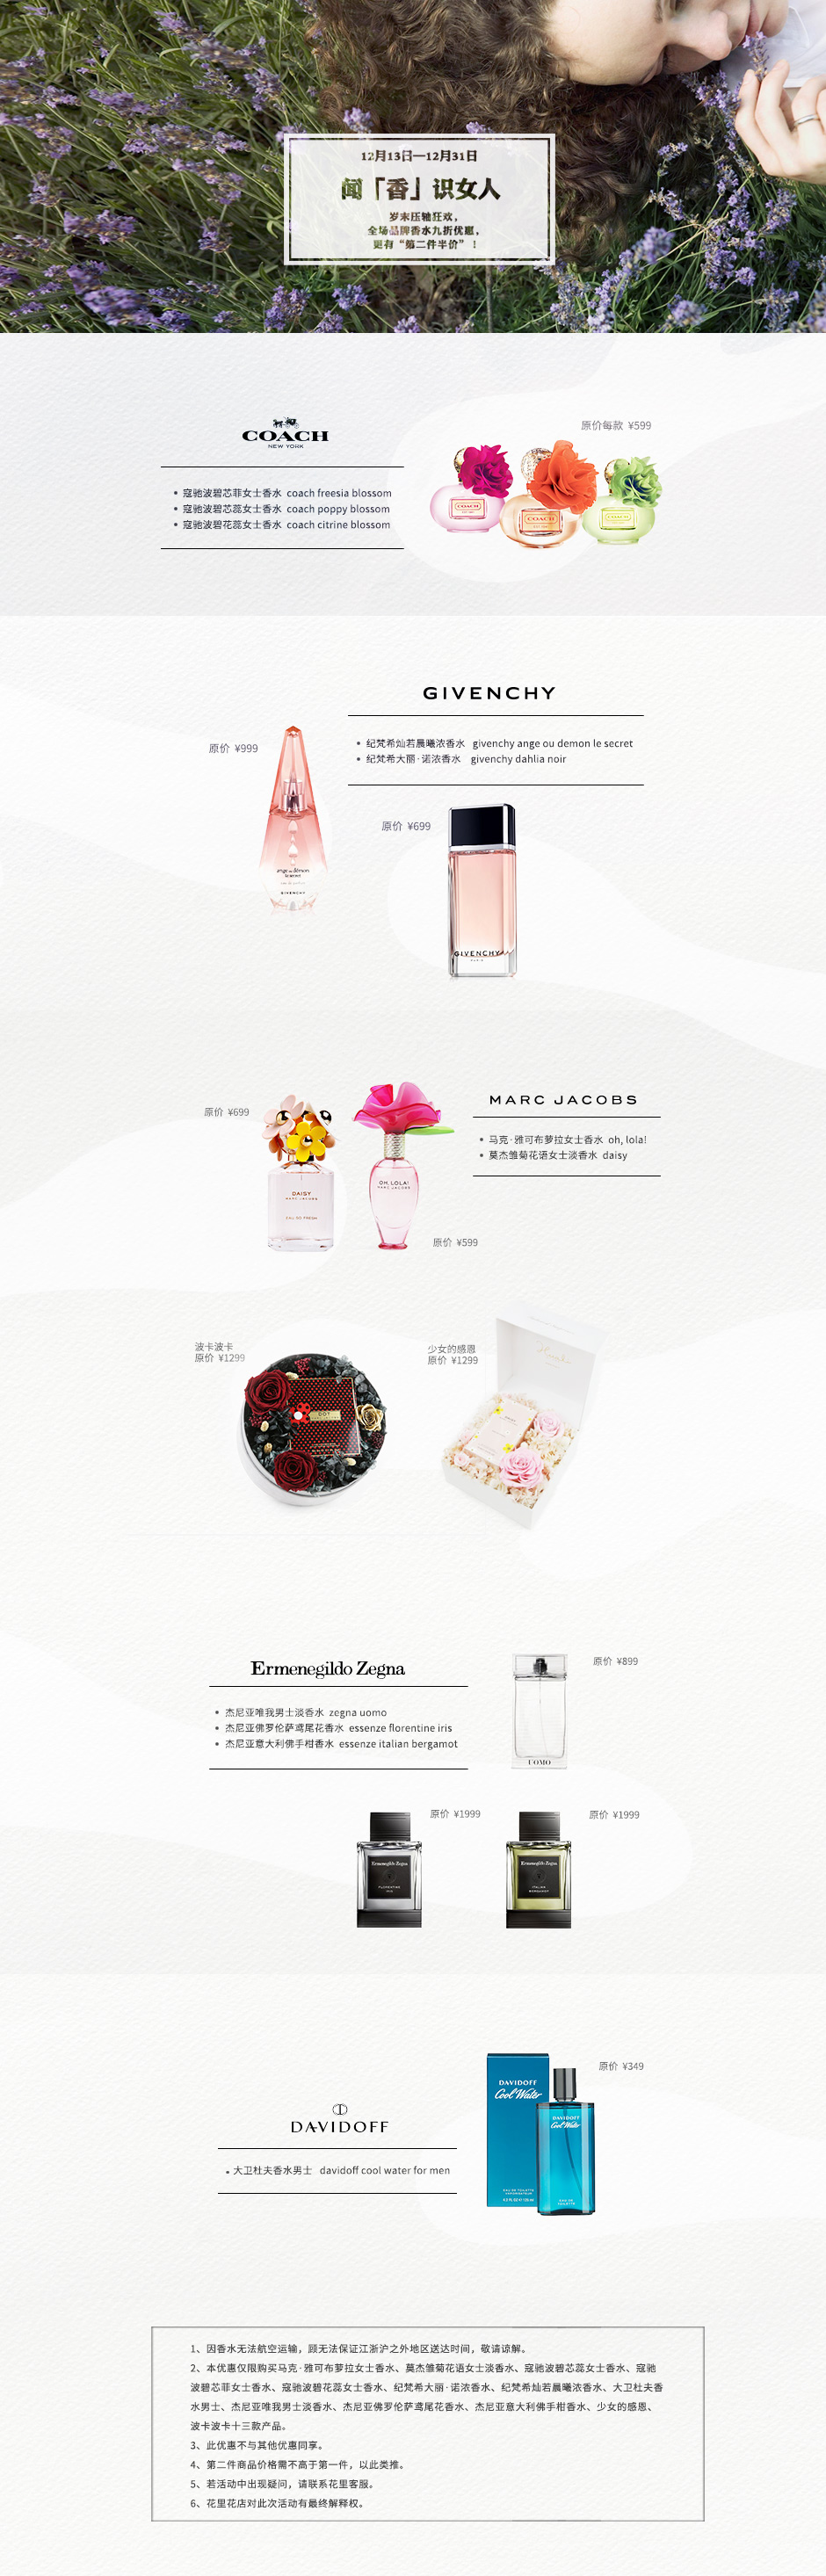 12月13日—12月31日
闻「香」识女人
岁末压轴狂欢，
全场品牌香水九折优惠，
更有“第二件半价”！
COACH
NEW YORK
原价每款 ¥599
• 寇驰波碧芯菲女士香水 coach freesia blossom
• 寇驰波碧芯蕊女士香水 coach poppy blossom
• 寇驰波碧花蕊女士香水 coach citrine blossom
COACH
COACH
COACH
GIVENCHY
• 纪梵希灿若晨曦浓香水 givenchy ange ou demon le secret
• 纪梵希大丽·诺浓香水 givenchy dahlia noir
原价 ¥999
GIVENCHY
原价 ¥699
GIVENCHY
PARIS
MARC JACOBS
• 马克·雅可布萝拉女士香水 oh, lola!
• 莫杰雏菊花语女士淡香水 daisy
原价 ¥699
DAISY
MARC JACOBS
EAU SO FRESH
OH, LOLA!
MARC JACOBS
原价 ¥599
波卡波卡
原价 ¥1299
DOT
少女的感恩
原价 ¥1299
Ermenegildo Zegna
• 杰尼亚唯我男士淡香水 zegna uomo
• 杰尼亚佛罗伦萨鸢尾花香水 essenze florentine iris
• 杰尼亚意大利佛手柑香水 essenze italian bergamot
原价 ¥899
UOMO
原价 ¥1999
Ermenegildo Zegna
FLORENTINE
IRIS
原价 ¥1999
Ermenegildo Zegna
ITALIAN
BERGAMOT
原价 ¥349
DAVIDOFF
Cool Water
DAVIDOFF
Cool Water
EAU DE
TOILETTE
DAVIDOFF
• 大卫杜夫香水男士 davidoff cool water for men
1、因香水无法航空运输，顾无法保证江浙沪之外地区送达时间，敬请谅解。
2、本优惠仅限购买马克·雅可布萝拉女士香水、莫杰雏菊花语女士淡香水、寇驰波碧芯蕊女士香水、寇驰
波碧芯菲女士香水、寇驰波碧花蕊女士香水、纪梵希大丽·诺浓香水、纪梵希灿若晨曦浓香水、大卫杜夫香
水男士、杰尼亚唯我男士淡香水、杰尼亚佛罗伦萨鸢尾花香水、杰尼亚意大利佛手柑香水、少女的感恩、
波卡波卡十三款产品。
3、此优惠不与其他优惠同享。
4、第二件商品价格需不高于第一件，以此类推。
5、若活动中出现疑问，请联系花里客服。
6、花里花店对此次活动有最终解释权。